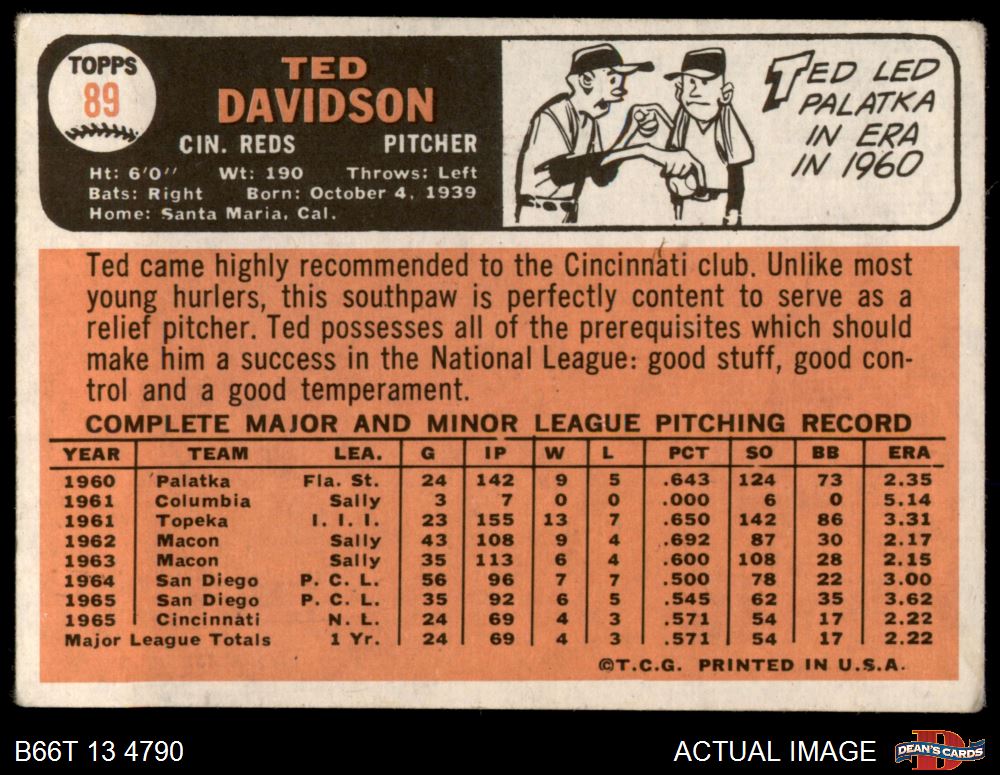 TOPPS
89
TED
DAVIDSON
CIN. REDS PITCHER
Ht: 6'0" Wt: 190 Throws: Left
Bats: Right Born: October 4, 1939
Home: Santa Maria, Cal.
TED LED
PALATKA
IN ERA
IN 1960
Ted came highly recommended to the Cincinnati club. Unlike most
young hurlers, this southpaw is perfectly content to serve as a
relief pitcher. Ted possesses all of the prerequisites which should
make him a success in the National League: good stuff, good con-
trol and a good temperament.
COMPLETE MAJOR AND MINOR LEAGUE PITCHING RECORD
YEAR TEAM LEA. G IP W L PCT SO BB ERA
1960 Palatka Fla. St. 24 142 9 5 .643 124 73 2.35
1961 Columbia Sally 3 7 0 0 .000 6 0 5.14
1961 Topeka I. I. I. 23 155 13 7 .650 142 86 3.31
1962 Macon Sally 43 108 9 4 .692 87 30 2.17
1963 Macon Sally 35 113 6 4 .600 108 28 2.15
1964 San Diego P. C. L. 56 96 7 7 .500 78 22 3.00
1965 San Diego P. C. L. 35 92 6 5 .545 62 35 3.62
1965 Cincinnati N. L. 24 69 4 3 .571 54 17 2.22
Major League Totals 1 Yr. 24 69 4 3 .571 54 17 2.22
©T.C.G. PRINTED IN U.S.A.
B66T 13 4790 ACTUAL IMAGE DEAN'S CARDS